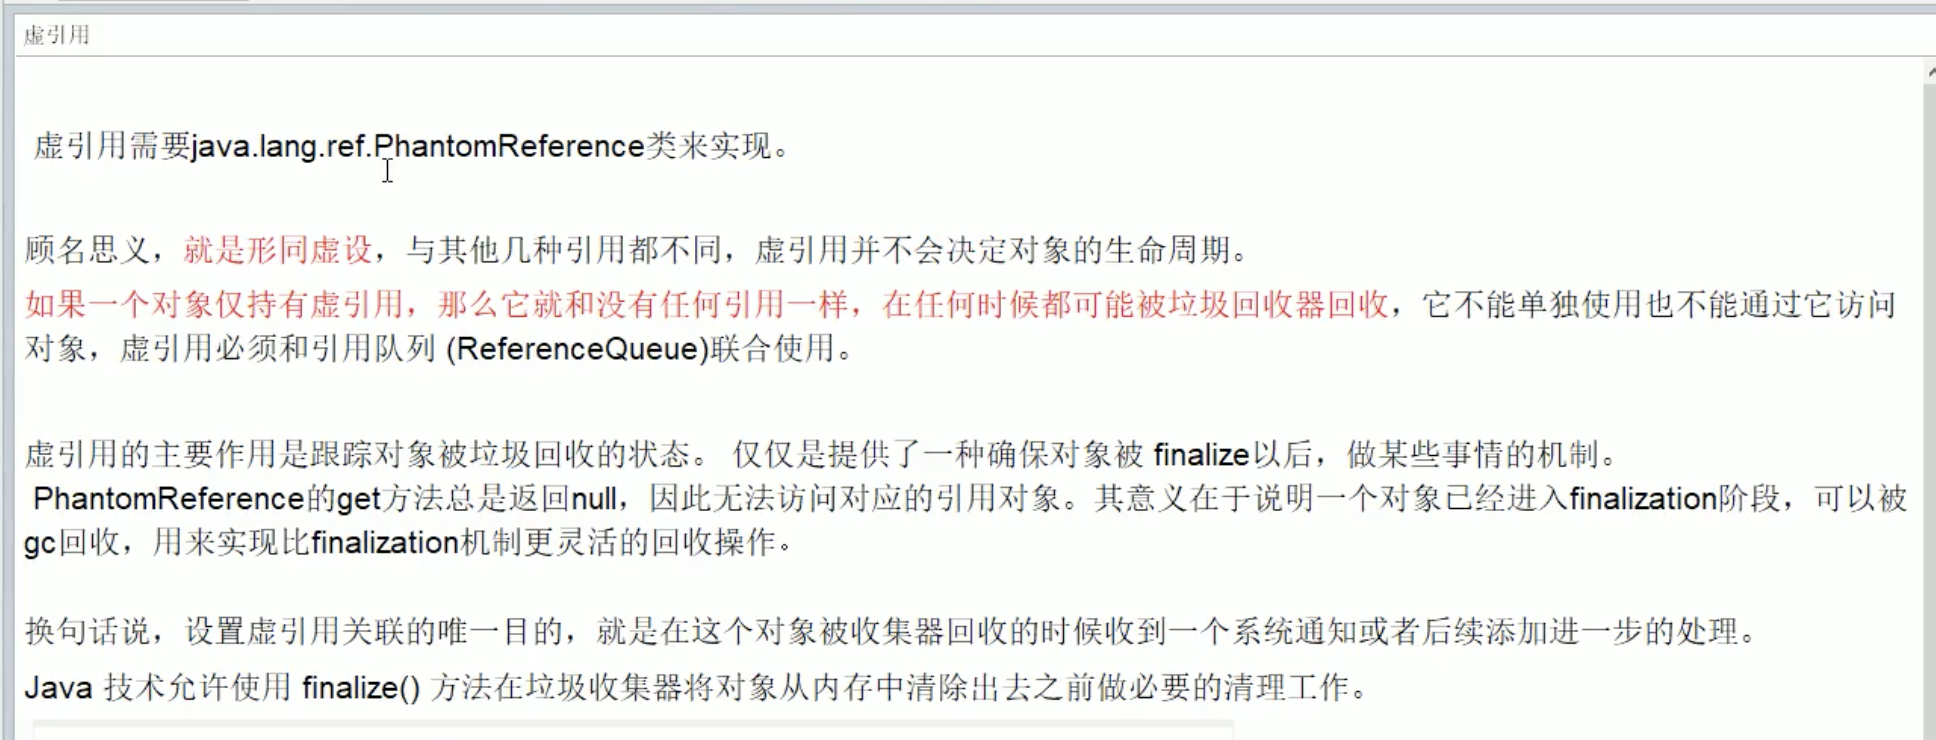 虚引用
虚引用需要java.lang.ref.PhantomReference类来实现。
顾名思义，就是形同虚设，与其他几种引用都不同，虚引用并不会决定对象的生命周期。
如果一个对象仅持有虚引用，那么它就和没有任何引用一样，在任何时候都可能被垃圾回收器回收，它不能单独使用也不能通过它访问
对象，虚引用必须和引用队列 (ReferenceQueue)联合使用。
虚引用的主要作用是跟踪对象被垃圾回收的状态。 仅仅是提供了一种确保对象被 finalize以后，做某些事情的机制。
PhantomReference的get方法总是返回null，因此无法访问对应的引用对象。其意义在于说明一个对象已经进入finalization阶段，可以被
gc回收，用来实现比finalization机制更灵活的回收操作。
换句话说，设置虚引用关联的唯一目的，就是在这个对象被收集器回收的时候收到一个系统通知或者后续添加进一步的处理。
Java 技术允许使用 finalize() 方法在垃圾收集器将对象从内存中清除出去之前做必要的清理工作。